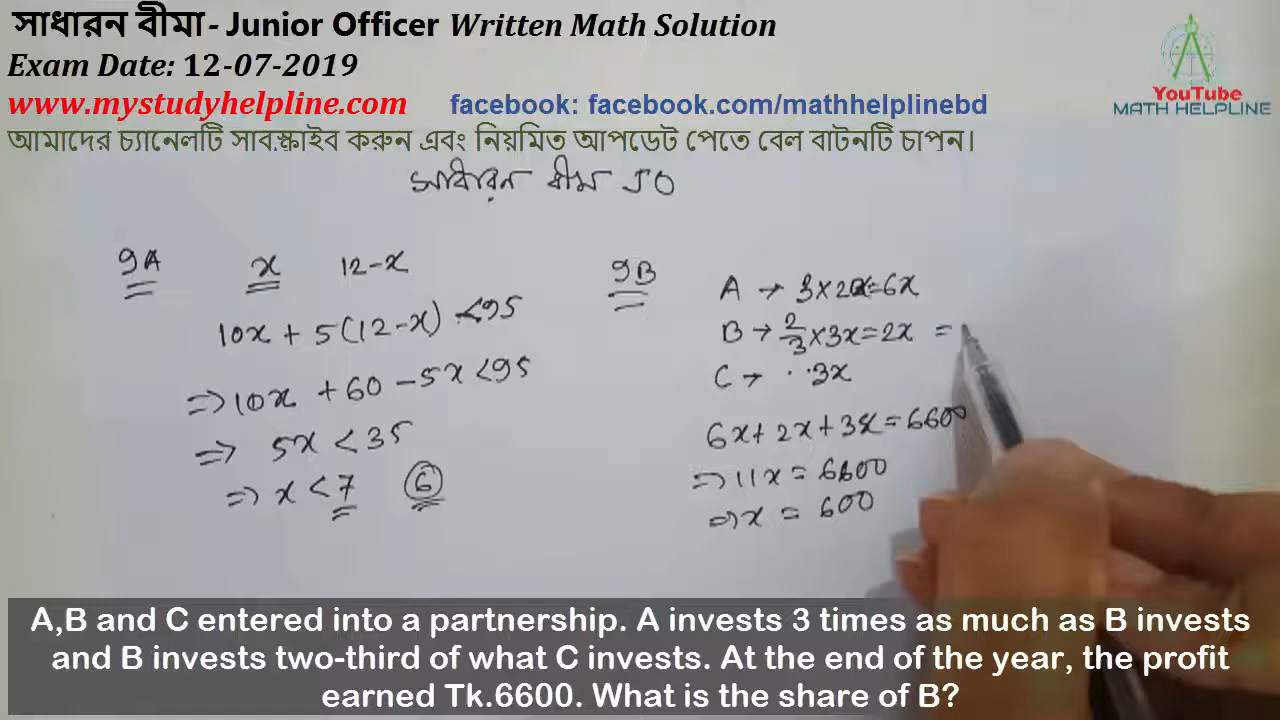 সাধারন বীমা- Junior Officer Written Math Solution
Exam Date: 12-07-2019
www.mystudyhelpline.com facebook: facebook.com/mathhelplinebd
YouTube
MATH HELPLINE
আমাদের চ্যানেলটি সাবস্ক্রাইব করুন এবং নিয়মিত আপডেট পেতে বেল বাটনটি চাপন।
সাধারন বীমা JO
9A x 12-x
10x + 5(12-x) < 95
=> 10x + 60 - 5x < 95
=> 5x < 35
=> x < 7 6
9B
A → 3×2x=6x
B → 2/3 ×3x=2x =
C → 3x
6x+2x+3x=6600
=> 11x = 6600
=> x = 600
A,B and C entered into a partnership. A invests 3 times as much as B invests
and B invests two-third of what C invests. At the end of the year, the profit
earned Tk.6600. What is the share of B?